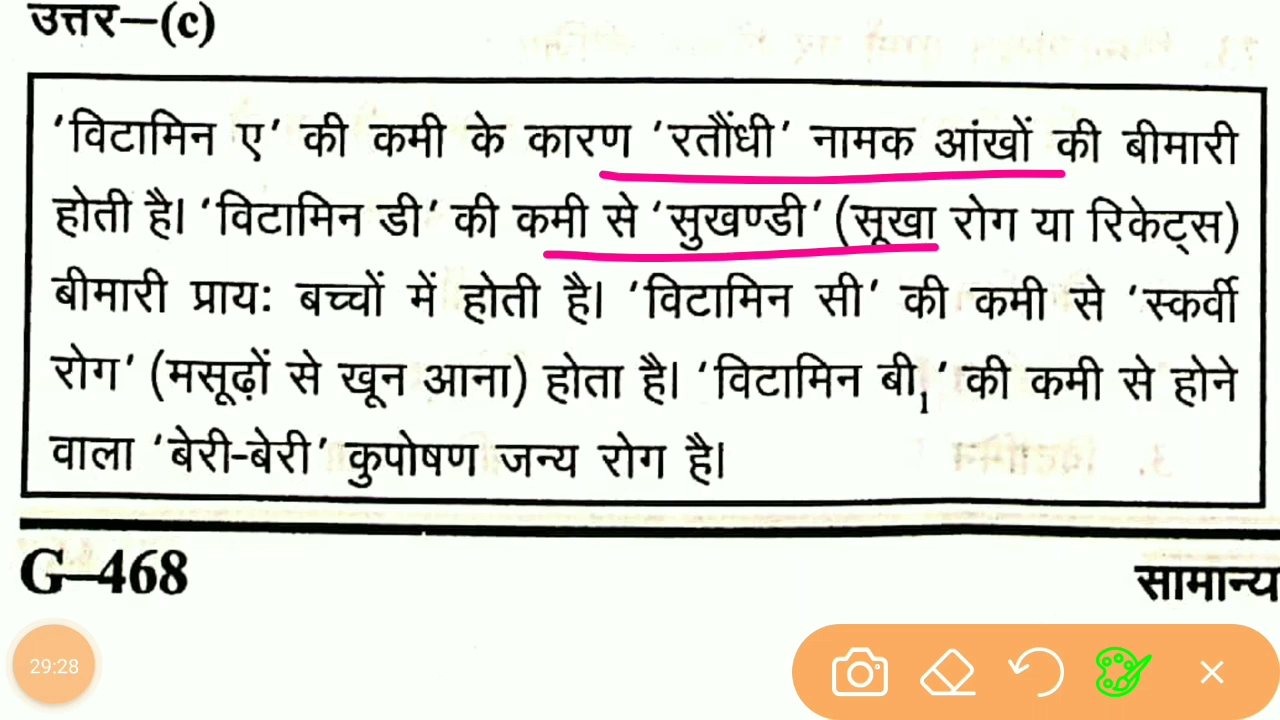 उत्तर–(c)
'विटामिन ए' की कमी के कारण 'रतौंधी' नामक आंखों की बीमारी
होती है। 'विटामिन डी' की कमी से 'सुखण्डी' (सूखा रोग या रिकेट्स)
बीमारी प्रायः बच्चों में होती है। 'विटामिन सी' की कमी से 'स्कर्वी
रोग' (मसूढ़ों से खून आना) होता है। 'विटामिन बी₁' की कमी से होने
वाला 'बेरी-बेरी' कुपोषण जन्य रोग है।
G–468
सामान्य
29:28